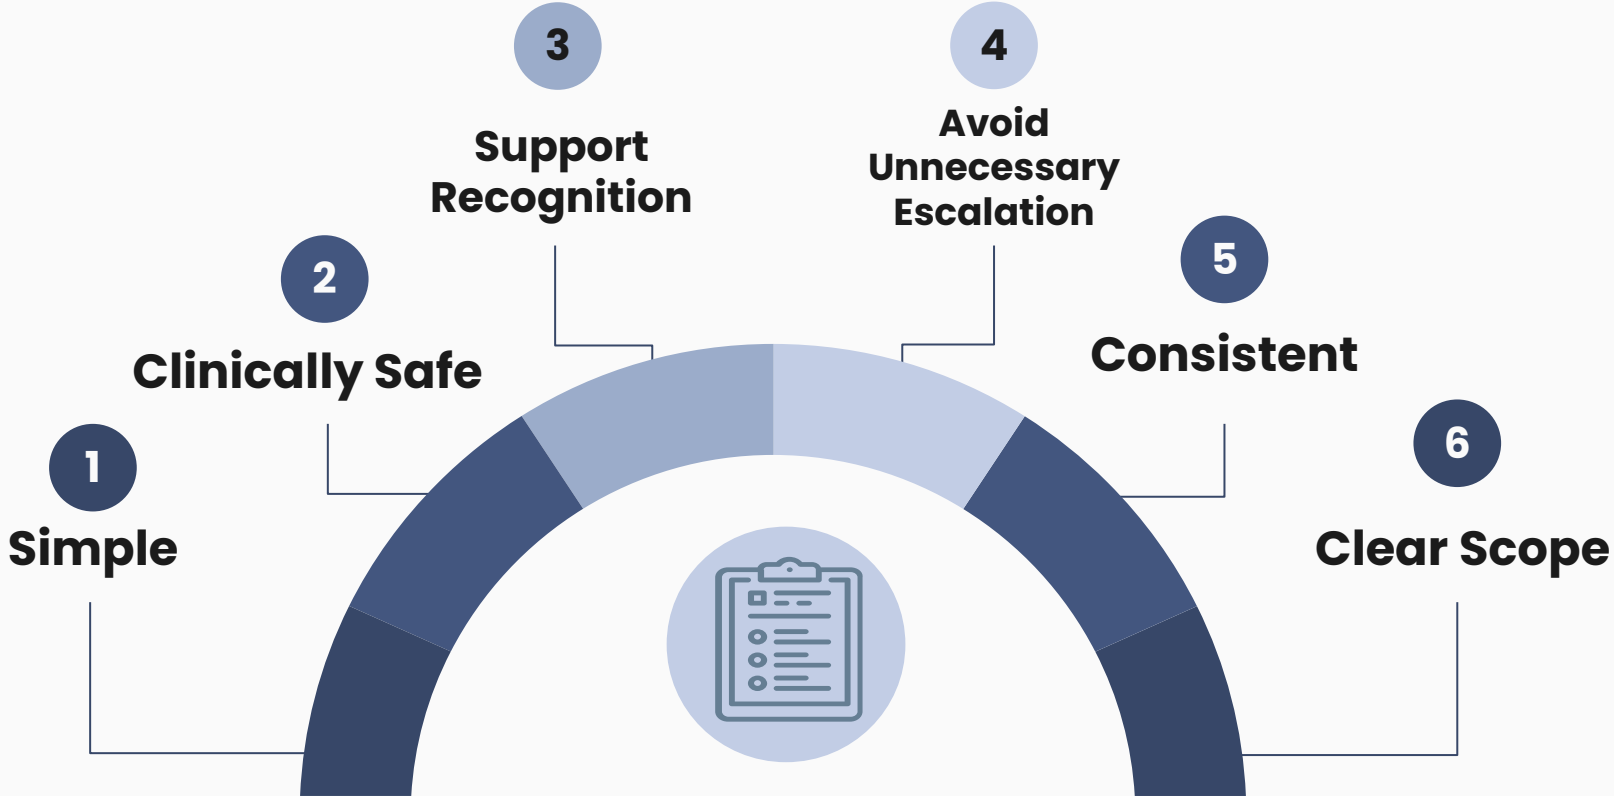 1
Simple
2
Clinically Safe
3
Support
Recognition
4
Avoid
Unnecessary
Escalation
5
Consistent
6
Clear Scope